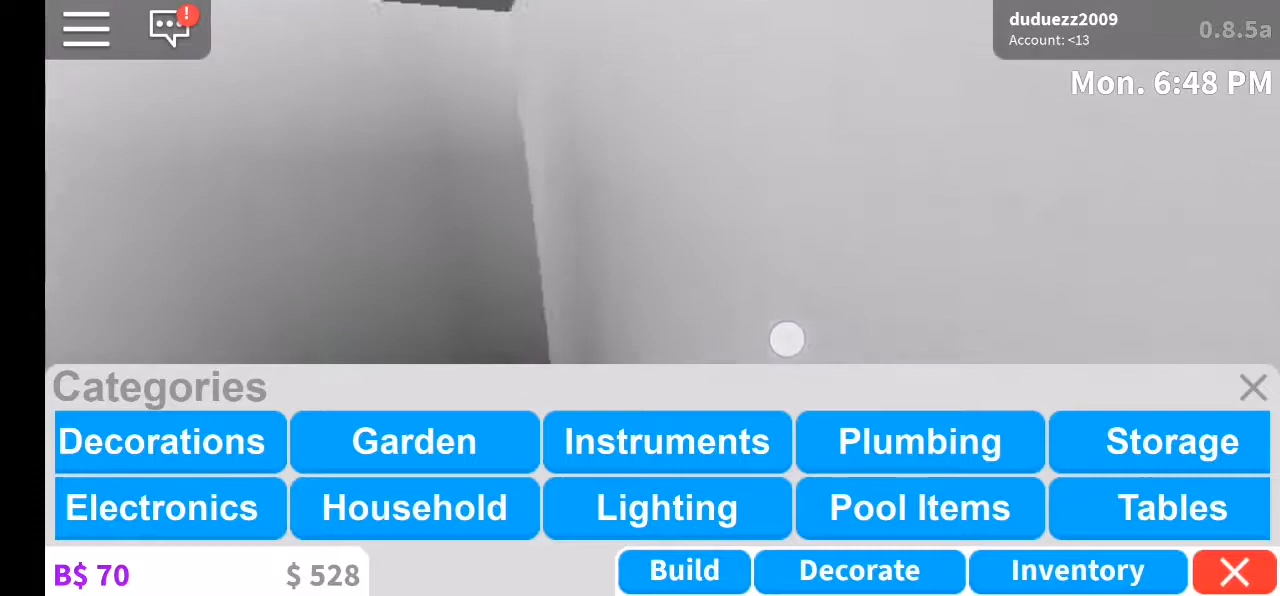 !
duduezz2009
Account: <13
0.8.5a
Mon. 6:48 PM
Categories
Decorations Garden Instruments Plumbing Storage
Electronics Household Lighting Pool Items Tables
B$ 70 $ 528 Build Decorate Inventory